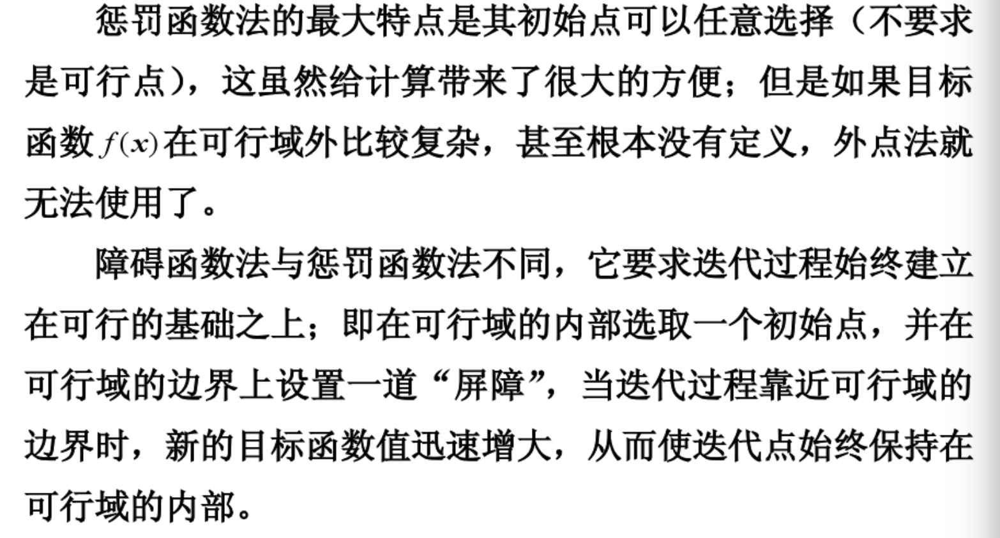 惩罚函数法的最大特点是其初始点可以任意选择（不要求
是可行点），这虽然给计算带来了很大的方便；但是如果目标
函数 f(x)在可行域外比较复杂，甚至根本没有定义，外点法就
无法使用了。
障碍函数法与惩罚函数法不同，它要求迭代过程始终建立
在可行的基础之上；即在可行域的内部选取一个初始点，并在
可行域的边界上设置一道“屏障”，当迭代过程靠近可行域的
边界时，新的目标函数值迅速增大，从而使迭代点始终保持在
可行域的内部。